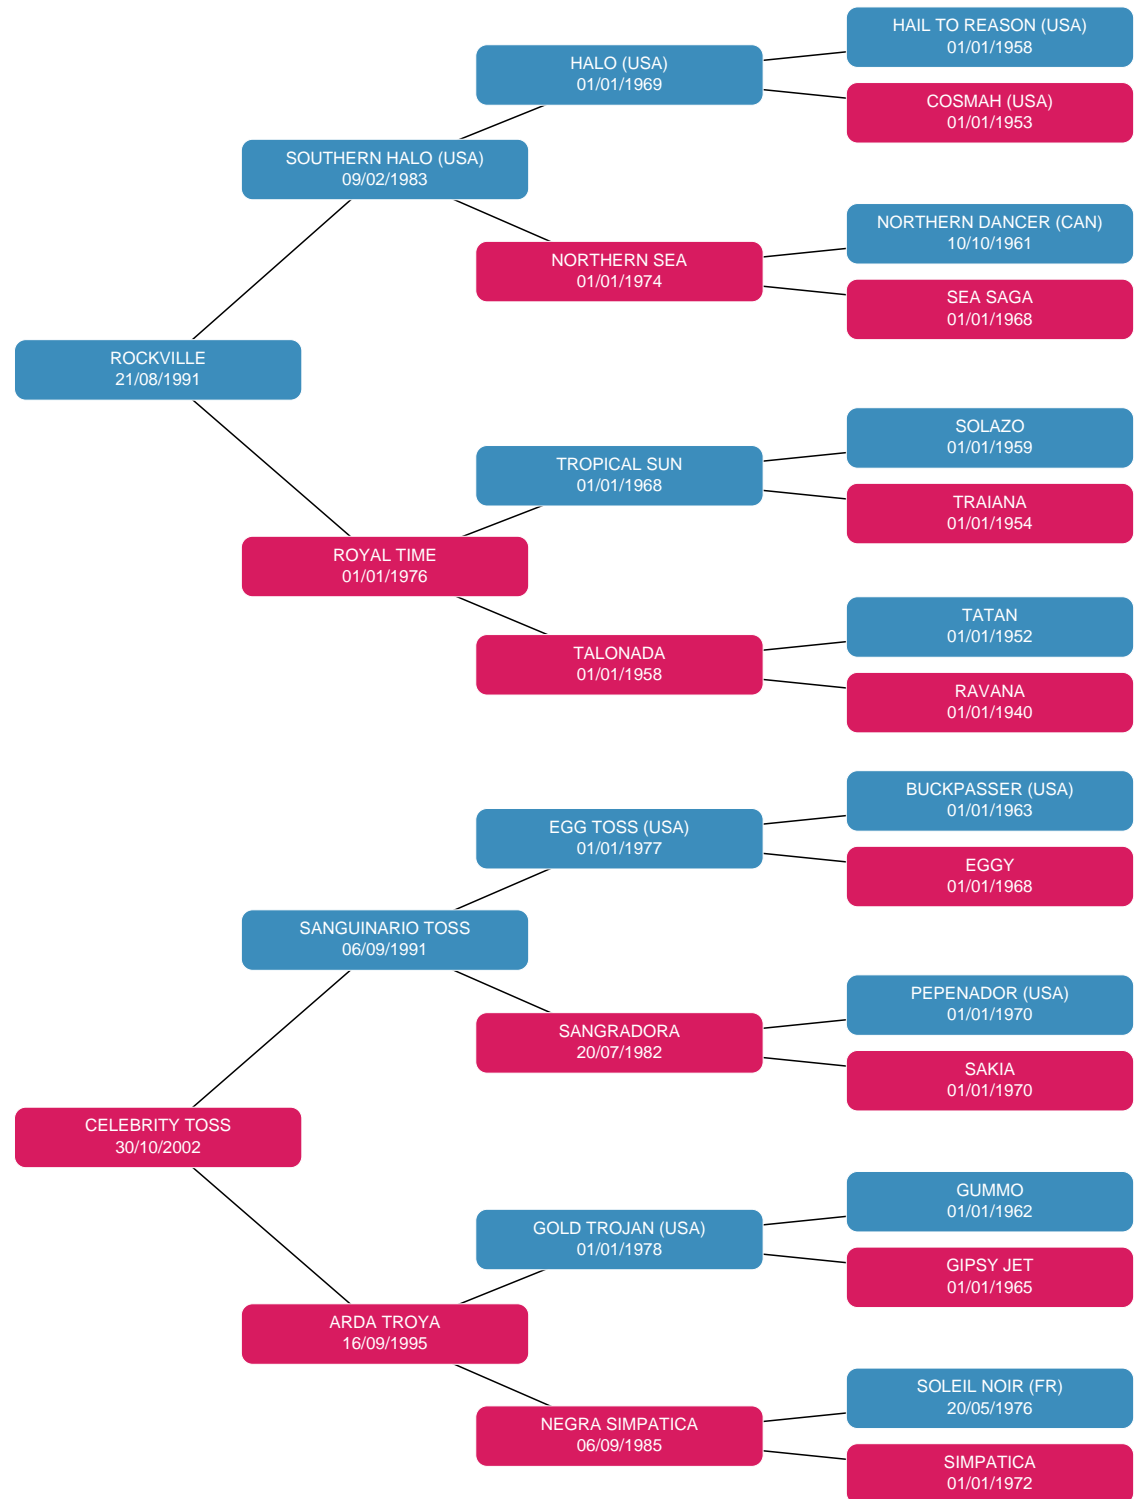 HAIL TO REASON (USA)
01/01/1958
HALO (USA)
01/01/1969
COSMAH (USA)
01/01/1953
SOUTHERN HALO (USA)
09/02/1983
NORTHERN DANCER (CAN)
10/10/1961
NORTHERN SEA
01/01/1974
SEA SAGA
01/01/1968
ROCKVILLE
21/08/1991
SOLAZO
01/01/1959
TROPICAL SUN
01/01/1968
TRAIANA
01/01/1954
ROYAL TIME
01/01/1976
TATAN
01/01/1952
TALONADA
01/01/1958
RAVANA
01/01/1940
BUCKPASSER (USA)
01/01/1963
EGG TOSS (USA)
01/01/1977
EGGY
01/01/1968
SANGUINARIO TOSS
06/09/1991
PEPENADOR (USA)
01/01/1970
SANGRADORA
20/07/1982
SAKIA
01/01/1970
CELEBRITY TOSS
30/10/2002
GUMMO
01/01/1962
GOLD TROJAN (USA)
01/01/1978
GIPSY JET
01/01/1965
ARDA TROYA
16/09/1995
SOLEIL NOIR (FR)
20/05/1976
NEGRA SIMPATICA
06/09/1985
SIMPATICA
01/01/1972